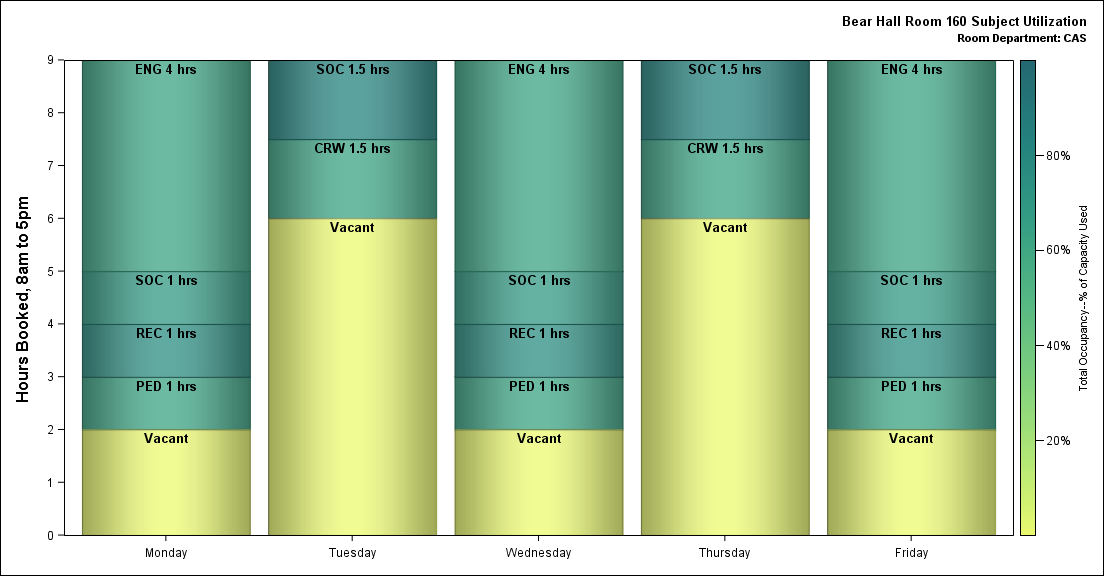 Bear Hall Room 160 Subject Utilization
Room Department: CAS
Hours Booked, 8am to 5pm
9
8
7
6
5
4
3
2
1
0
ENG 4 hrs
SOC 1 hrs
REC 1 hrs
PED 1 hrs
Vacant
SOC 1.5 hrs
CRW 1.5 hrs
Vacant
ENG 4 hrs
SOC 1 hrs
REC 1 hrs
PED 1 hrs
Vacant
SOC 1.5 hrs
CRW 1.5 hrs
Vacant
ENG 4 hrs
SOC 1 hrs
REC 1 hrs
PED 1 hrs
Vacant
Monday
Tuesday
Wednesday
Thursday
Friday
80%
60%
40%
20%
Total Occupancy--% of Capacity Used